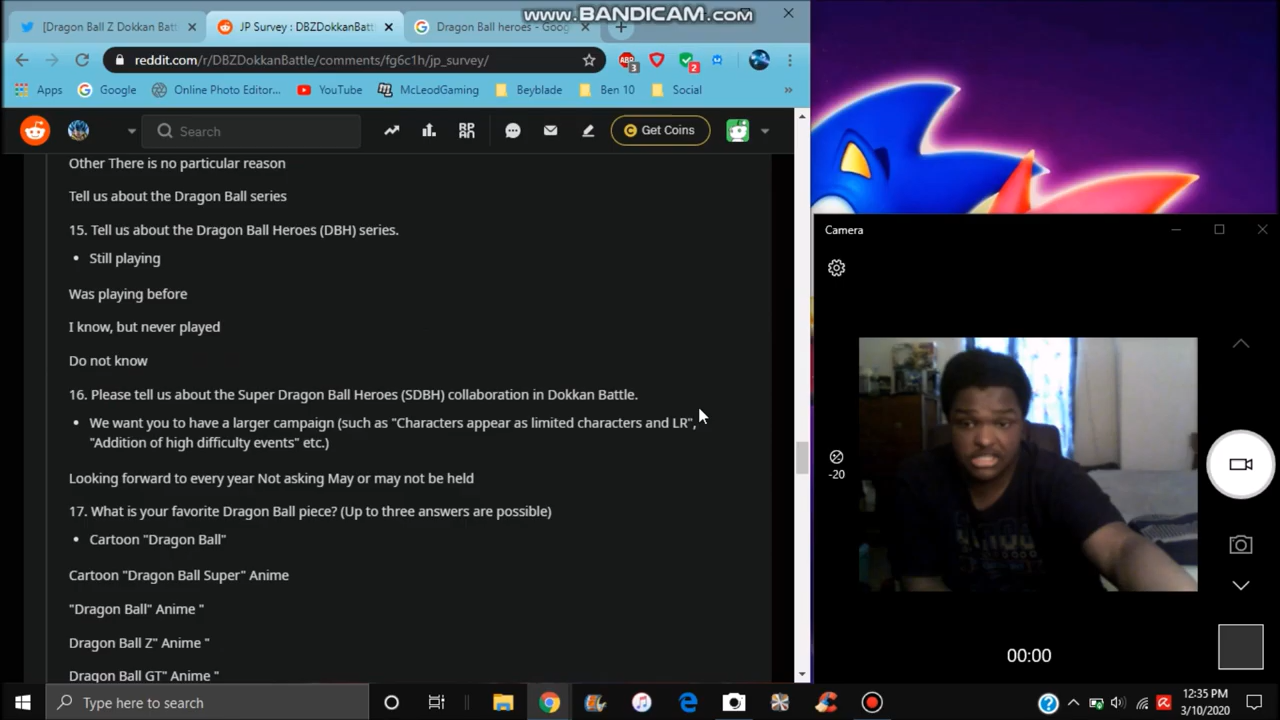 www.BANDICAM.com
[Dragon Ball Z Dokkan Batt
JP Survey : DBZDokkanBatt
Dragon Ball heroes - Goog
reddit.com/r/DBZDokkanBattle/comments/fg6c1h/jp_survey/
ABP
3
2
Apps
Google
Online Photo Editor...
YouTube
McLeodGaming
Beyblade
Ben 10
Social
»
Search
Get Coins
Other There is no particular reason
Tell us about the Dragon Ball series
15. Tell us about the Dragon Ball Heroes (DBH) series.
• Still playing
Was playing before
I know, but never played
Do not know
16. Please tell us about the Super Dragon Ball Heroes (SDBH) collaboration in Dokkan Battle.
• We want you to have a larger campaign (such as "Characters appear as limited characters and LR",
"Addition of high difficulty events" etc.)
Looking forward to every year Not asking May or may not be held
17. What is your favorite Dragon Ball piece? (Up to three answers are possible)
• Cartoon "Dragon Ball"
Cartoon "Dragon Ball Super" Anime
"Dragon Ball" Anime "
Dragon Ball Z" Anime "
Dragon Ball GT" Anime "
Camera
-20
00:00
Type here to search
12:35 PM
3/10/2020